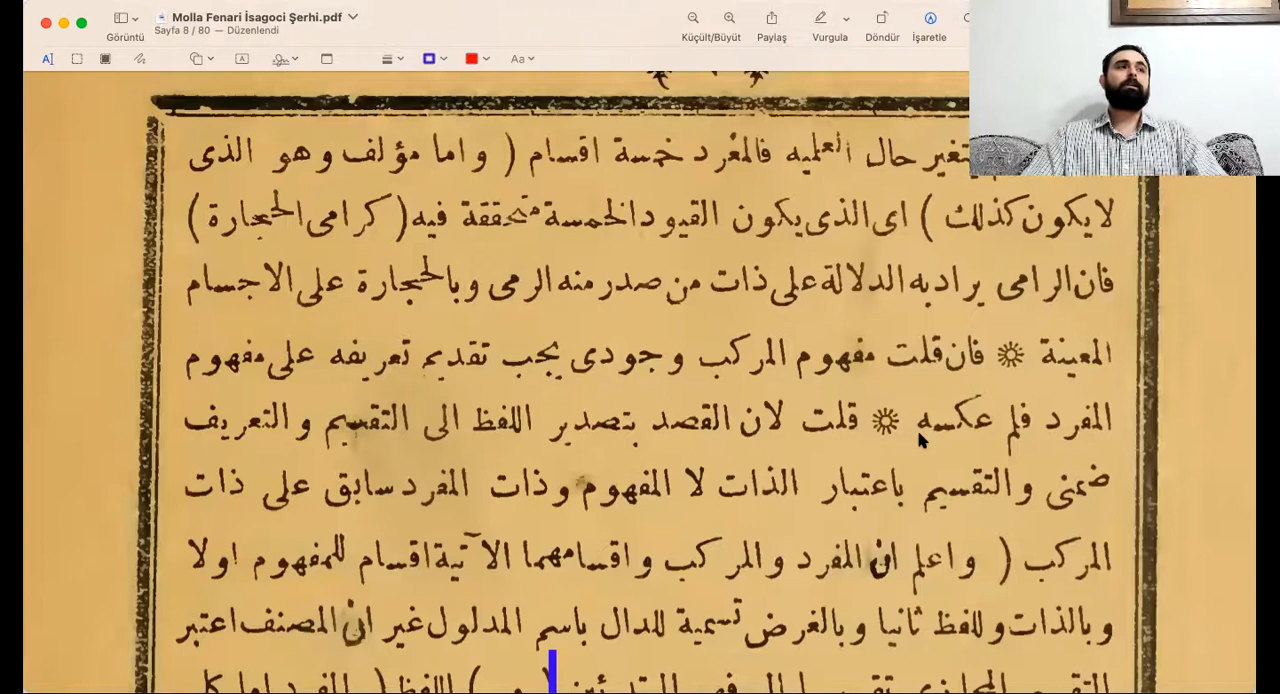 Molla Fenari İsagoci Şerhi.pdf
Sayfa 8 / 80 — Düzenlendi
Görüntü
Küçült/Büyüt
Paylaş
Vurgula
Döndür
İşaretle
Aa
يتغير حال العلميه فالمفرد خمسة اقسام ( واما مؤلف وهو الذى
لايكون كذلك ) اى الذى يكون القيود الخمسة متحققة فيه ( كرامى الحجارة )
فان الرامى يراد به الدلالة على ذات من صدر منه الرمى وبالحجارة على الاجسام
المعينة ۞ فان قلت مفهوم المركب وجودى يجب تقديم تعريفه على مفهوم
المفرد فلم عكسه ۞ قلت لان القصد بتصدير اللفظ الى التقسيم والتعريف
ضمنى والتقسيم باعتبار الذات لا المفهوم وذات المفرد سابق على ذات
المركب ( واعلم ان المفرد والمركب واقسامهما الآتية اقسام للمفهوم اولا
وبالذات وللفظ ثانيا وبالغرض تسمية للدال باسم المدلول غير ان المصنف اعتبر